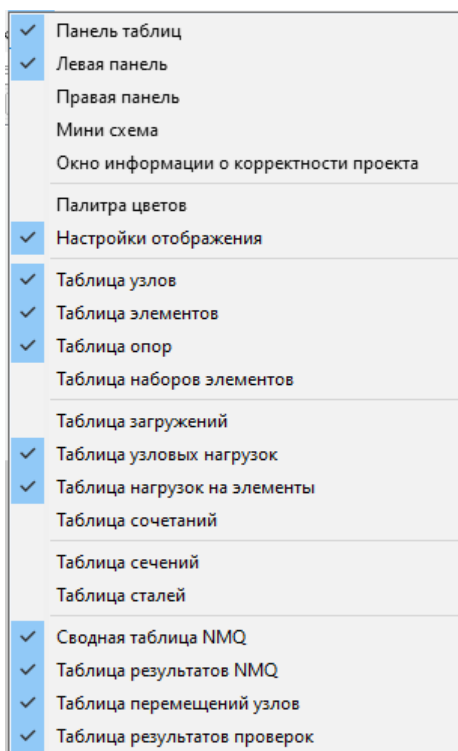 Панель таблиц
Левая панель
Правая панель
Мини схема
Окно информации о корректности проекта
Палитра цветов
Настройки отображения
Таблица узлов
Таблица элементов
Таблица опор
Таблица наборов элементов
Таблица загружений
Таблица узловых нагрузок
Таблица нагрузок на элементы
Таблица сочетаний
Таблица сечений
Таблица сталей
Сводная таблица NMQ
Таблица результатов NMQ
Таблица перемещений узлов
Таблица результатов проверок